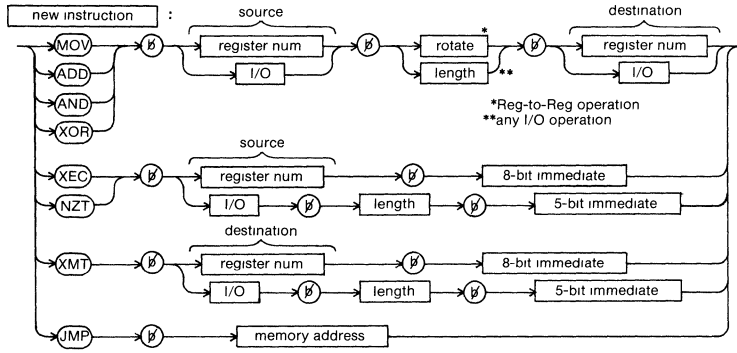 new instruction :
source
destination
MOV ƀ register num ƀ rotate * ƀ register num
ADD I/O length ** I/O
AND
XOR
*Reg-to-Reg operation
**any I/O operation
source
XEC ƀ register num ƀ 8-bit immediate
NZT I/O ƀ length ƀ 5-bit immediate
destination
XMT ƀ register num ƀ 8-bit immediate
I/O ƀ length ƀ 5-bit immediate
JMP ƀ memory address